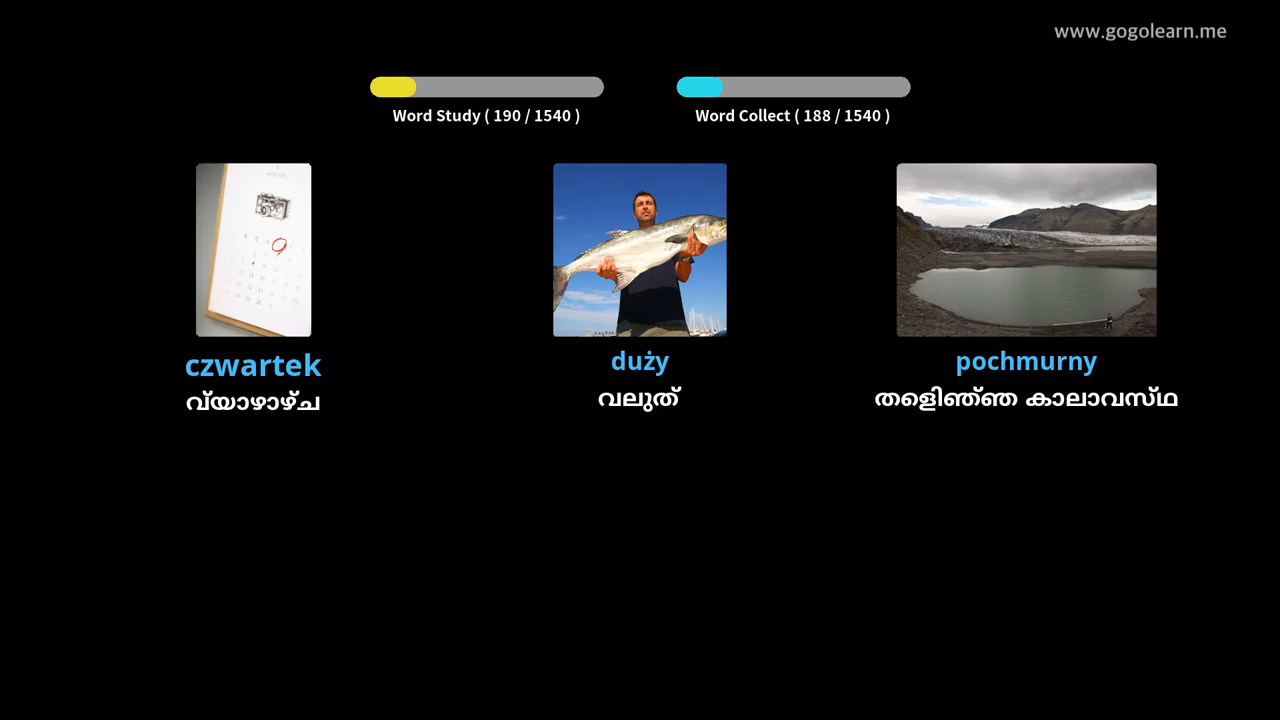 www.gogolearn.me
Word Study ( 190 / 1540 )
Word Collect ( 188 / 1540 )
czwartek
വ്യാഴാഴ്ച
duży
വലുത്
pochmurny
തെളിഞ്ഞ കാലാവസ്ഥ